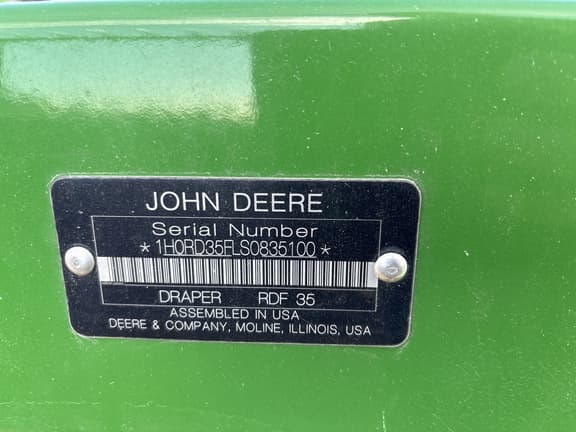 JOHN DEERE
Serial Number
*1H0RD35FLS0835100*
DRAPER RDF 35
ASSEMBLED IN USA
DEERE & COMPANY, MOLINE, ILLINOIS, USA